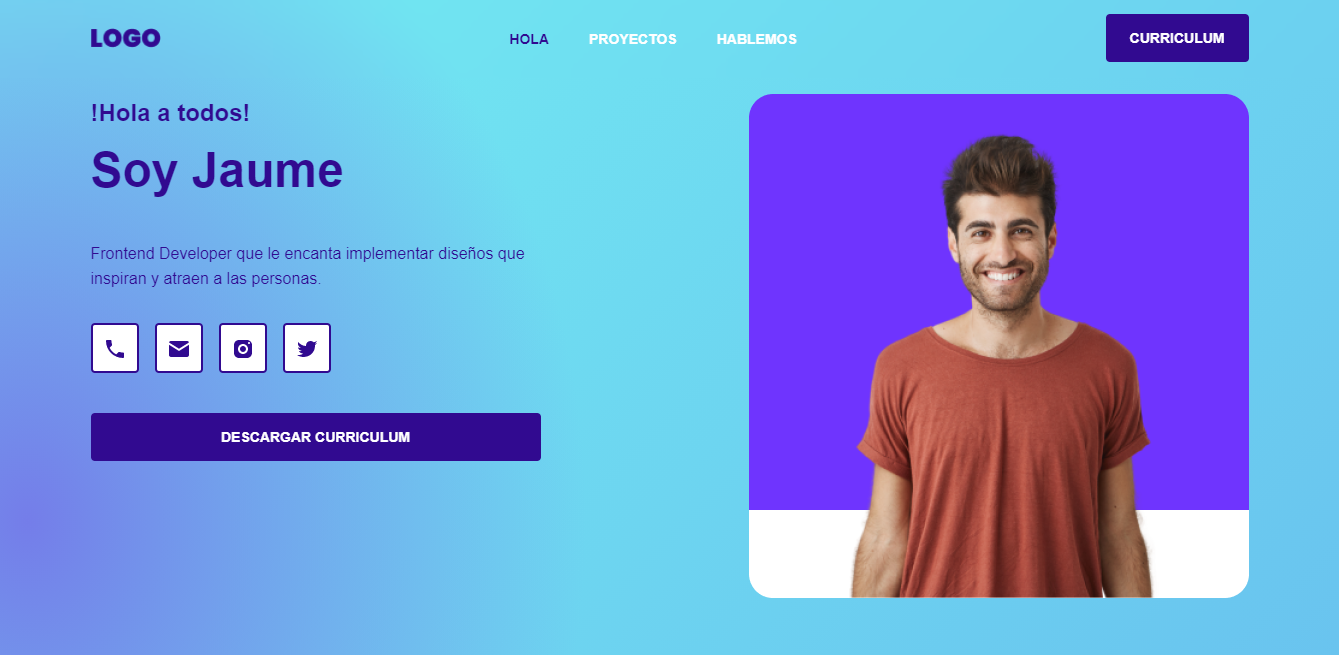 LOGO
HOLA
PROYECTOS
HABLEMOS
CURRICULUM
!Hola a todos!
Soy Jaume
Frontend Developer que le encanta implementar diseños que
inspiran y atraen a las personas.
DESCARGAR CURRICULUM